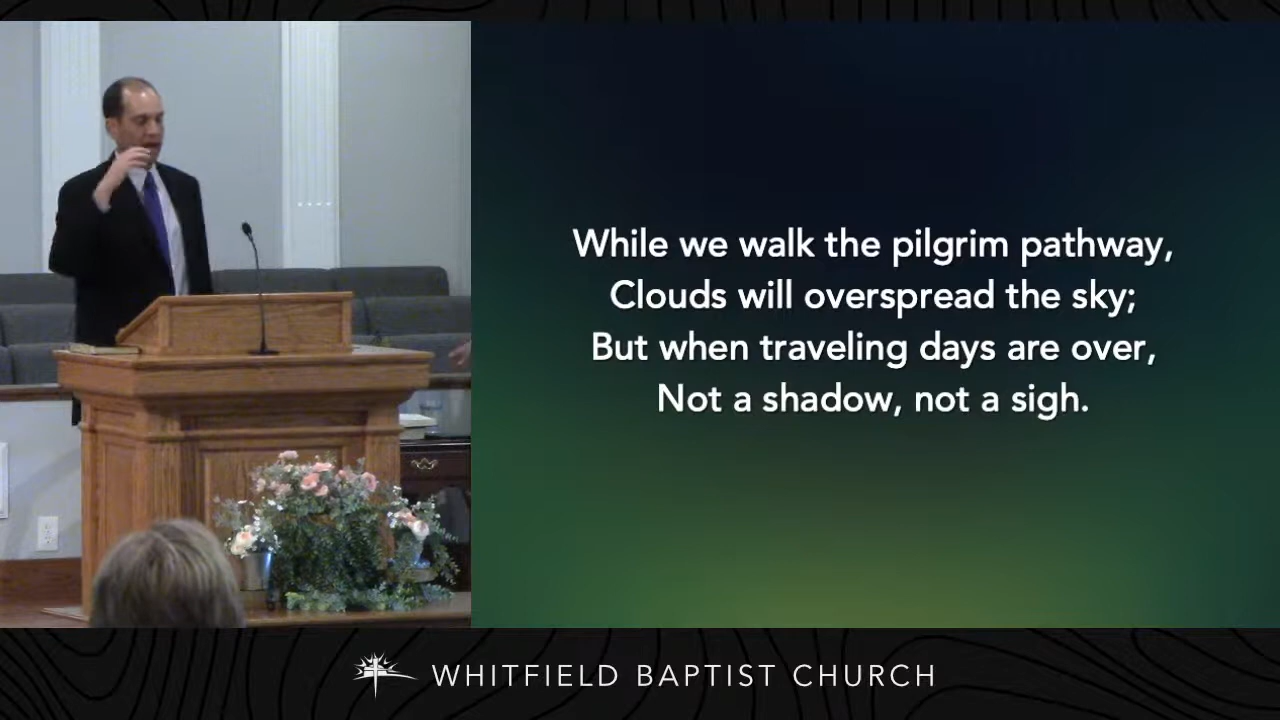 While we walk the pilgrim pathway,
Clouds will overspread the sky;
But when traveling days are over,
Not a shadow, not a sigh.
WHITFIELD BAPTIST CHURCH